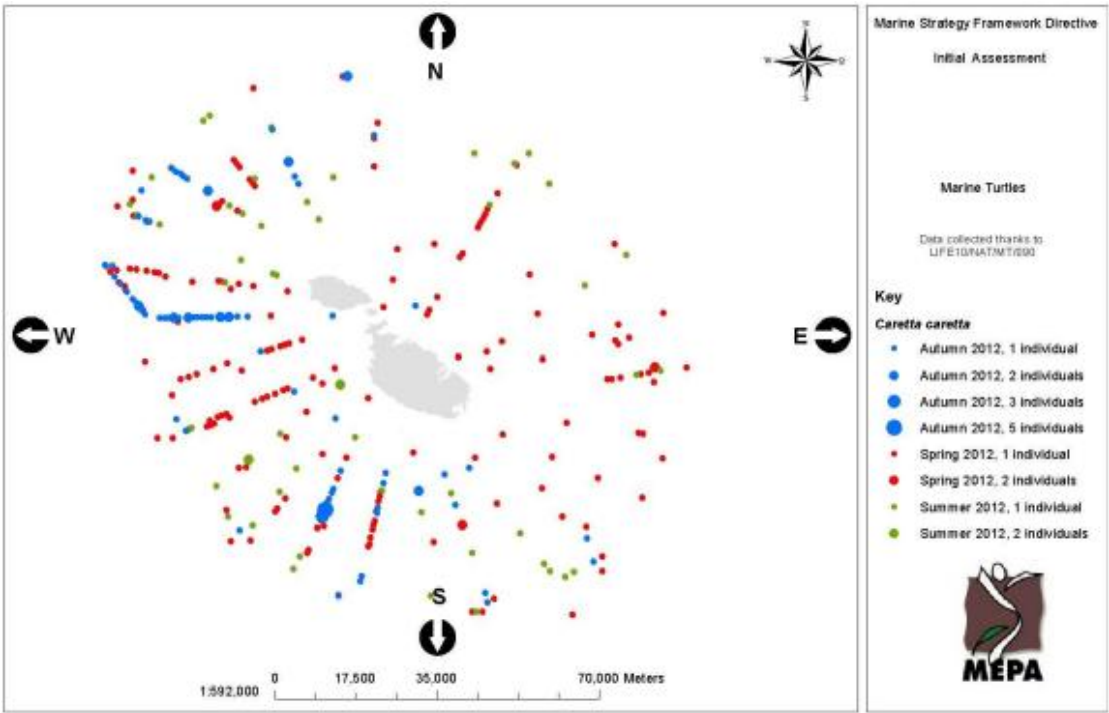 N
N
W
O
S
W
E
S
1:592,000
0
17,500
35,000
70,000 Meters
Marine Strategy Framework Directive
Initial Assessment
Marine Turtles
Data collected thanks to
LIFE10/NAT/MT/090
Key
Caretta caretta
Autumn 2012, 1 individual
Autumn 2012, 2 individuals
Autumn 2012, 3 individuals
Autumn 2012, 5 individuals
Spring 2012, 1 individual
Spring 2012, 2 individuals
Summer 2012, 1 individual
Summer 2012, 2 individuals
MEPA